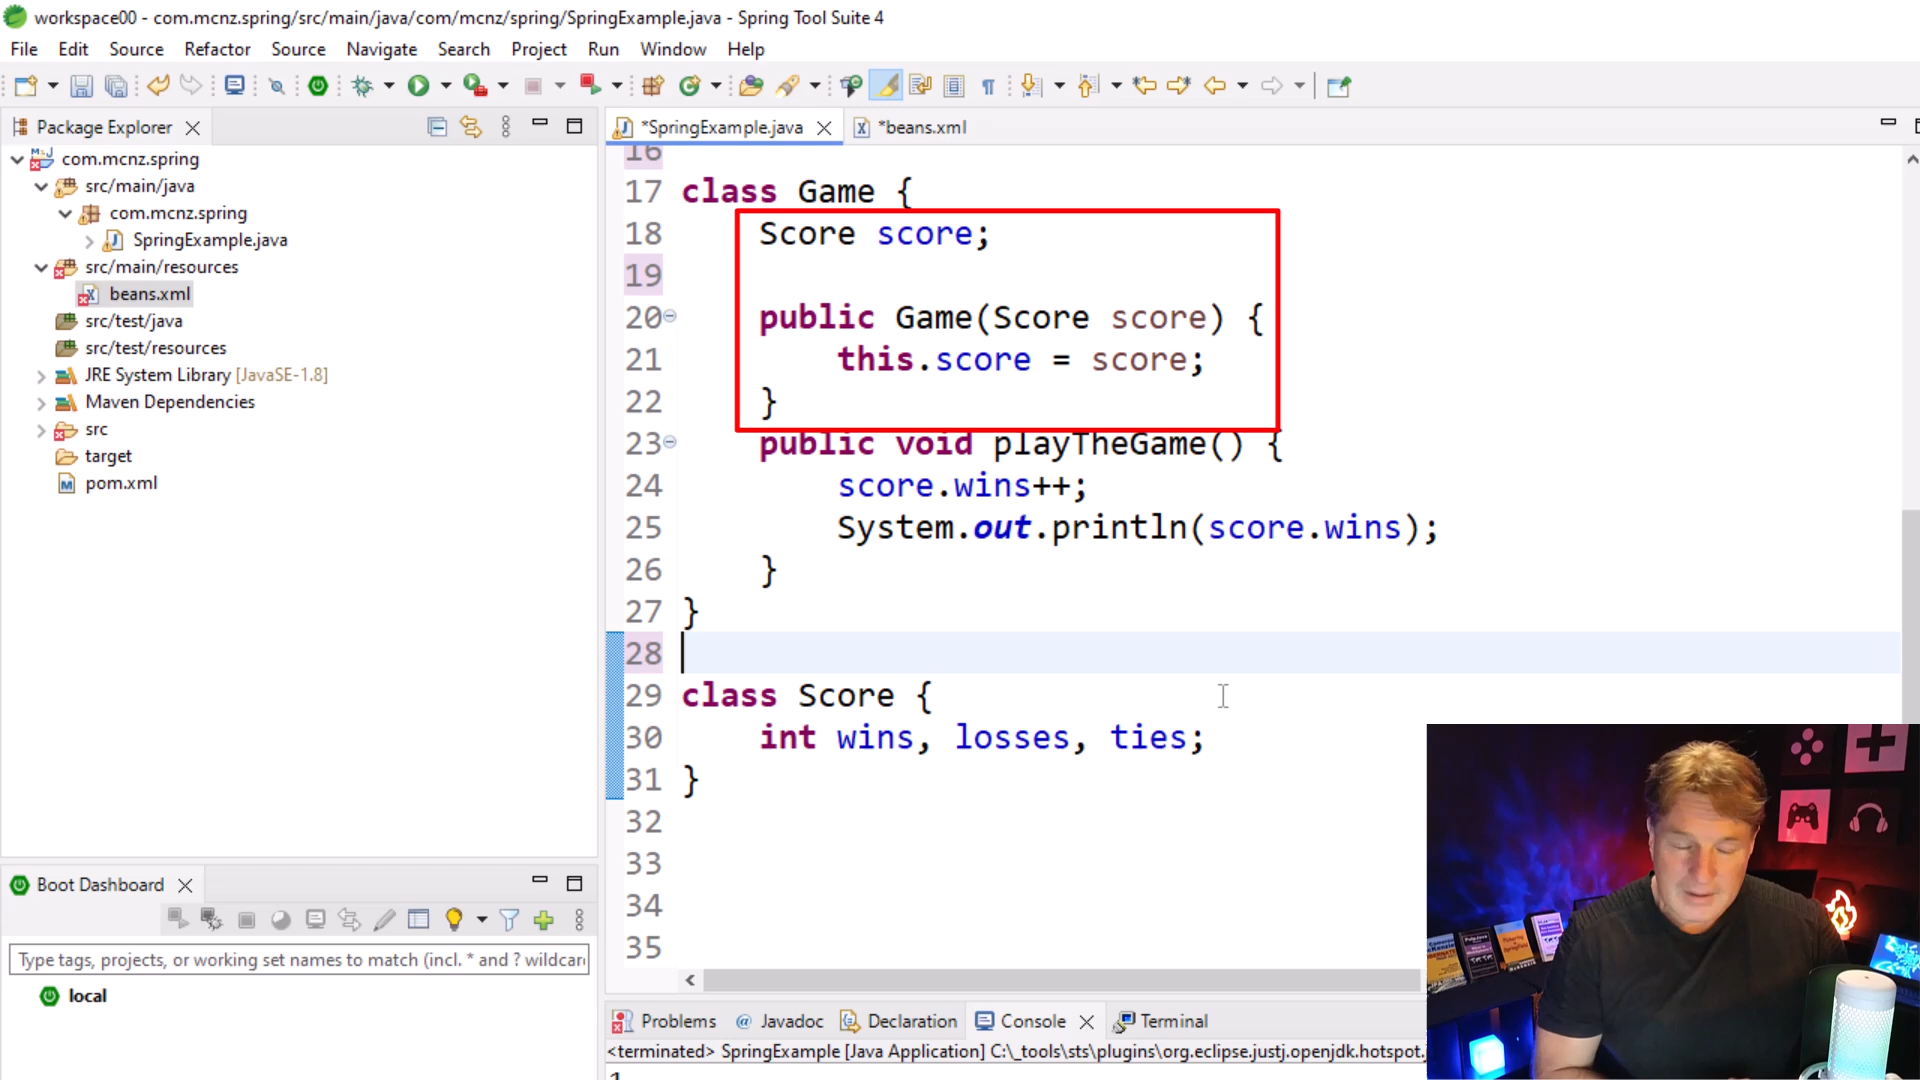 workspace00 - com.mcnz.spring/src/main/java/com/mcnz/spring/SpringExample.java - Spring Tool Suite 4
File Edit Source Refactor Source Navigate Search Project Run Window Help
Package Explorer
com.mcnz.spring
src/main/java
com.mcnz.spring
SpringExample.java
src/main/resources
beans.xml
src/test/java
src/test/resources
JRE System Library [JavaSE-1.8]
Maven Dependencies
src
target
pom.xml
Boot Dashboard
Type tags, projects, or working set names to match (incl. * and ? wildcar
local
*SpringExample.java *beans.xml
16
17 class Game {
18 Score score;
19
20 public Game(Score score) {
21 this.score = score;
22 }
23 public void playTheGame() {
24 score.wins++;
25 System.out.println(score.wins);
26 }
27 }
28
29 class Score {
30 int wins, losses, ties;
31 }
32
33
34
35
Problems Javadoc Declaration Console Terminal
<terminated> SpringExample [Java Application] C:\_tools\sts\plugins\org.eclipse.justj.openjdk.hotspot.j
1